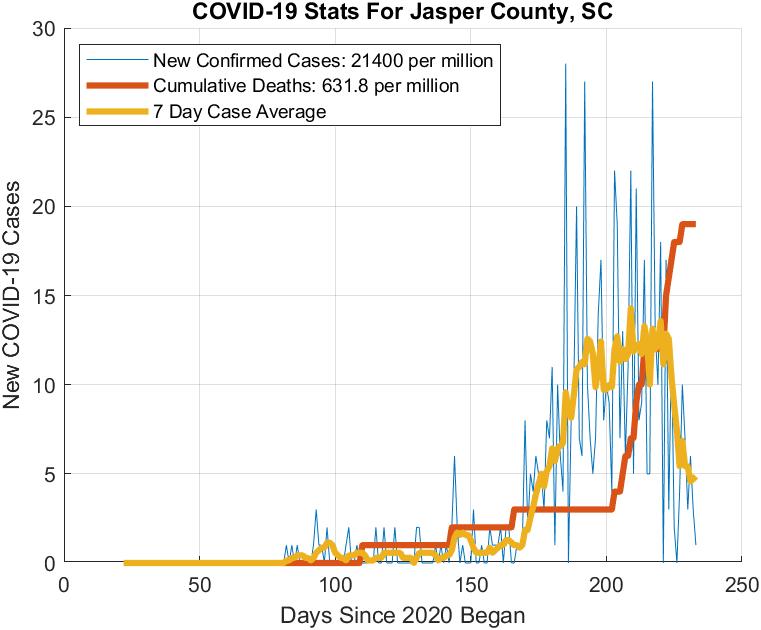 COVID-19 Stats For Jasper County, SC
30
25
20
15
10
5
0
New COVID-19 Cases
New Confirmed Cases: 21400 per million
Cumulative Deaths: 631.8 per million
7 Day Case Average
0 50 100 150 200 250
Days Since 2020 Began